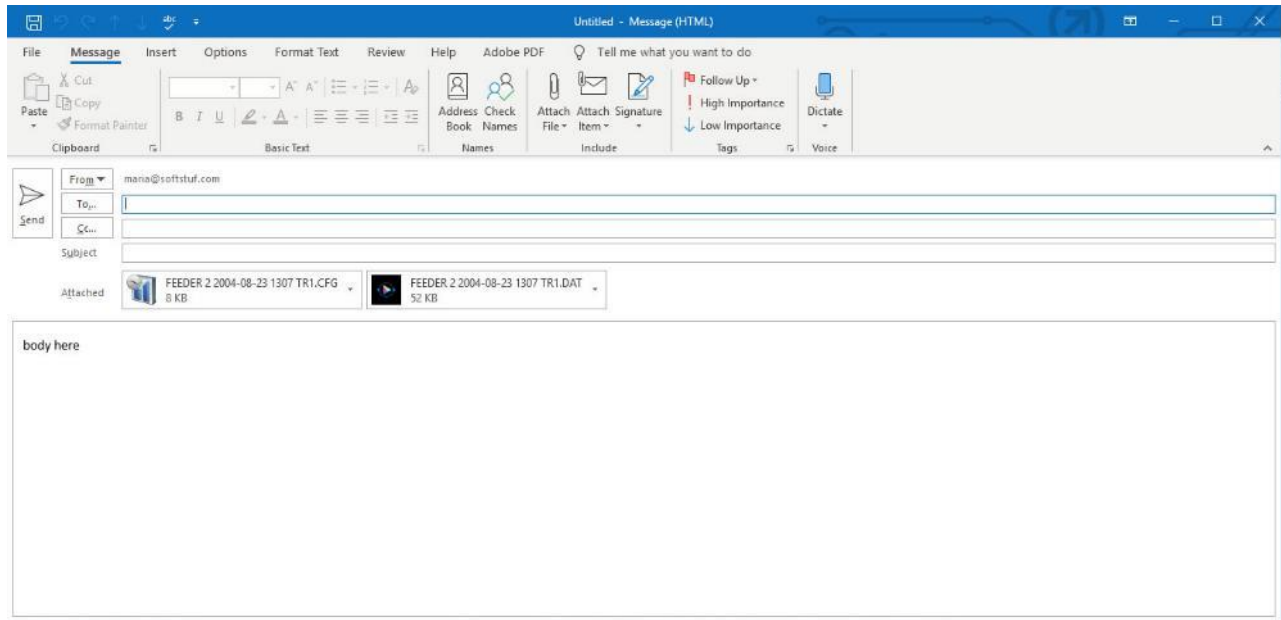 abc Untitled - Message (HTML)
File Message Insert Options Format Text Review Help Adobe PDF Tell me what you want to do
Paste
Cut
Copy
Format Painter
Clipboard
A^ A˅
B I U A
Basic Text
Address Book
Check Names
Names
Attach File
Attach Item
Signature
Include
Follow Up
High Importance
Low Importance
Tags
Dictate
Voice
Send
From maria@softstuf.com
To...
Cc...
Subject
Attached
FEEDER 2 2004-08-23 1307 TR1.CFG
8 KB
FEEDER 2 2004-08-23 1307 TR1.DAT
52 KB
body here